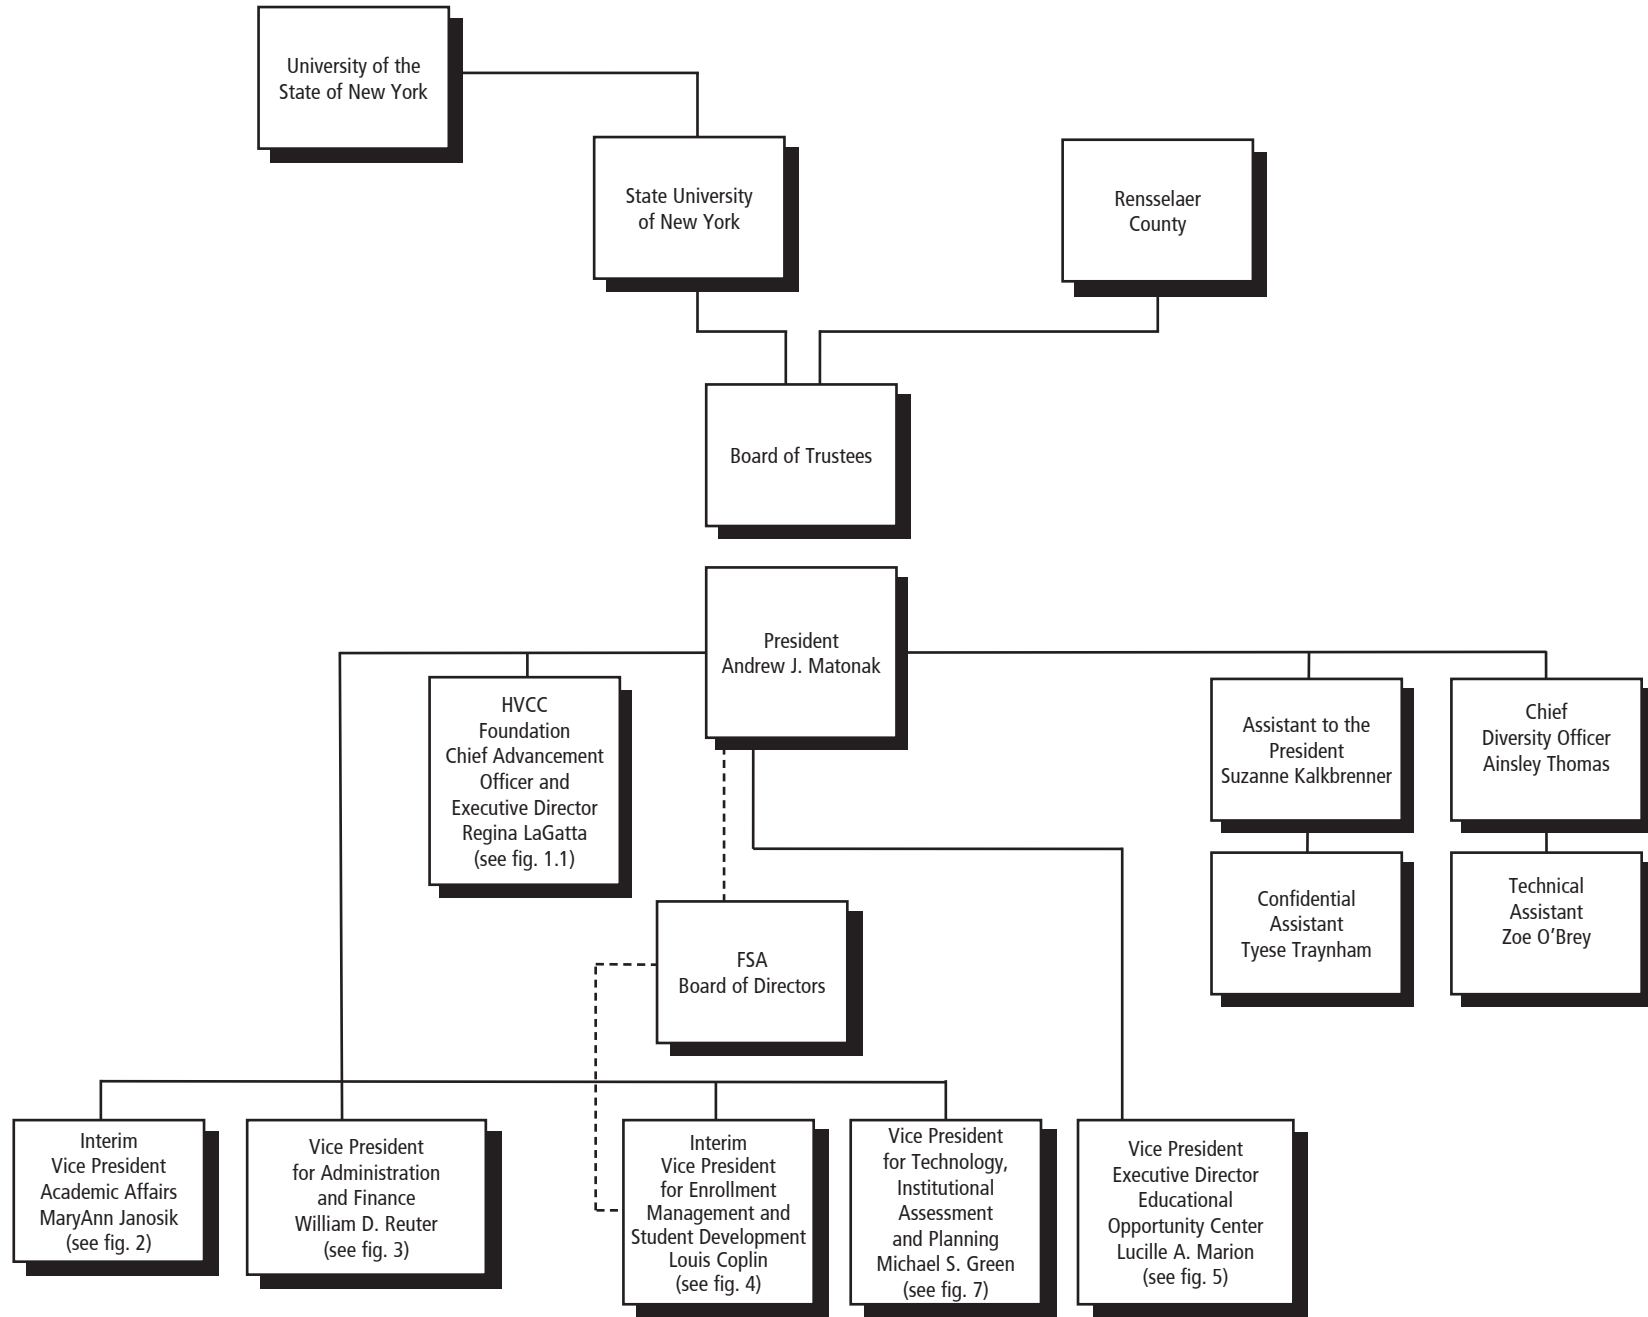 University of the
State of New York
State University
of New York
Rensselaer
County
Board of Trustees
President
Andrew J. Matonak
HVCC
Foundation
Chief Advancement
Officer and
Executive Director
Regina LaGatta
(see fig. 1.1)
Assistant to the
President
Suzanne Kalkbrenner
Chief
Diversity Officer
Ainsley Thomas
Confidential
Assistant
Tyese Traynham
Technical
Assistant
Zoe O’Brey
FSA
Board of Directors
Interim
Vice President
Academic Affairs
MaryAnn Janosik
(see fig. 2)
Vice President
for Administration
and Finance
William D. Reuter
(see fig. 3)
Interim
Vice President
for Enrollment
Management and
Student Development
Louis Coplin
(see fig. 4)
Vice President
for Technology,
Institutional
Assessment
and Planning
Michael S. Green
(see fig. 7)
Vice President
Executive Director
Educational
Opportunity Center
Lucille A. Marion
(see fig. 5)